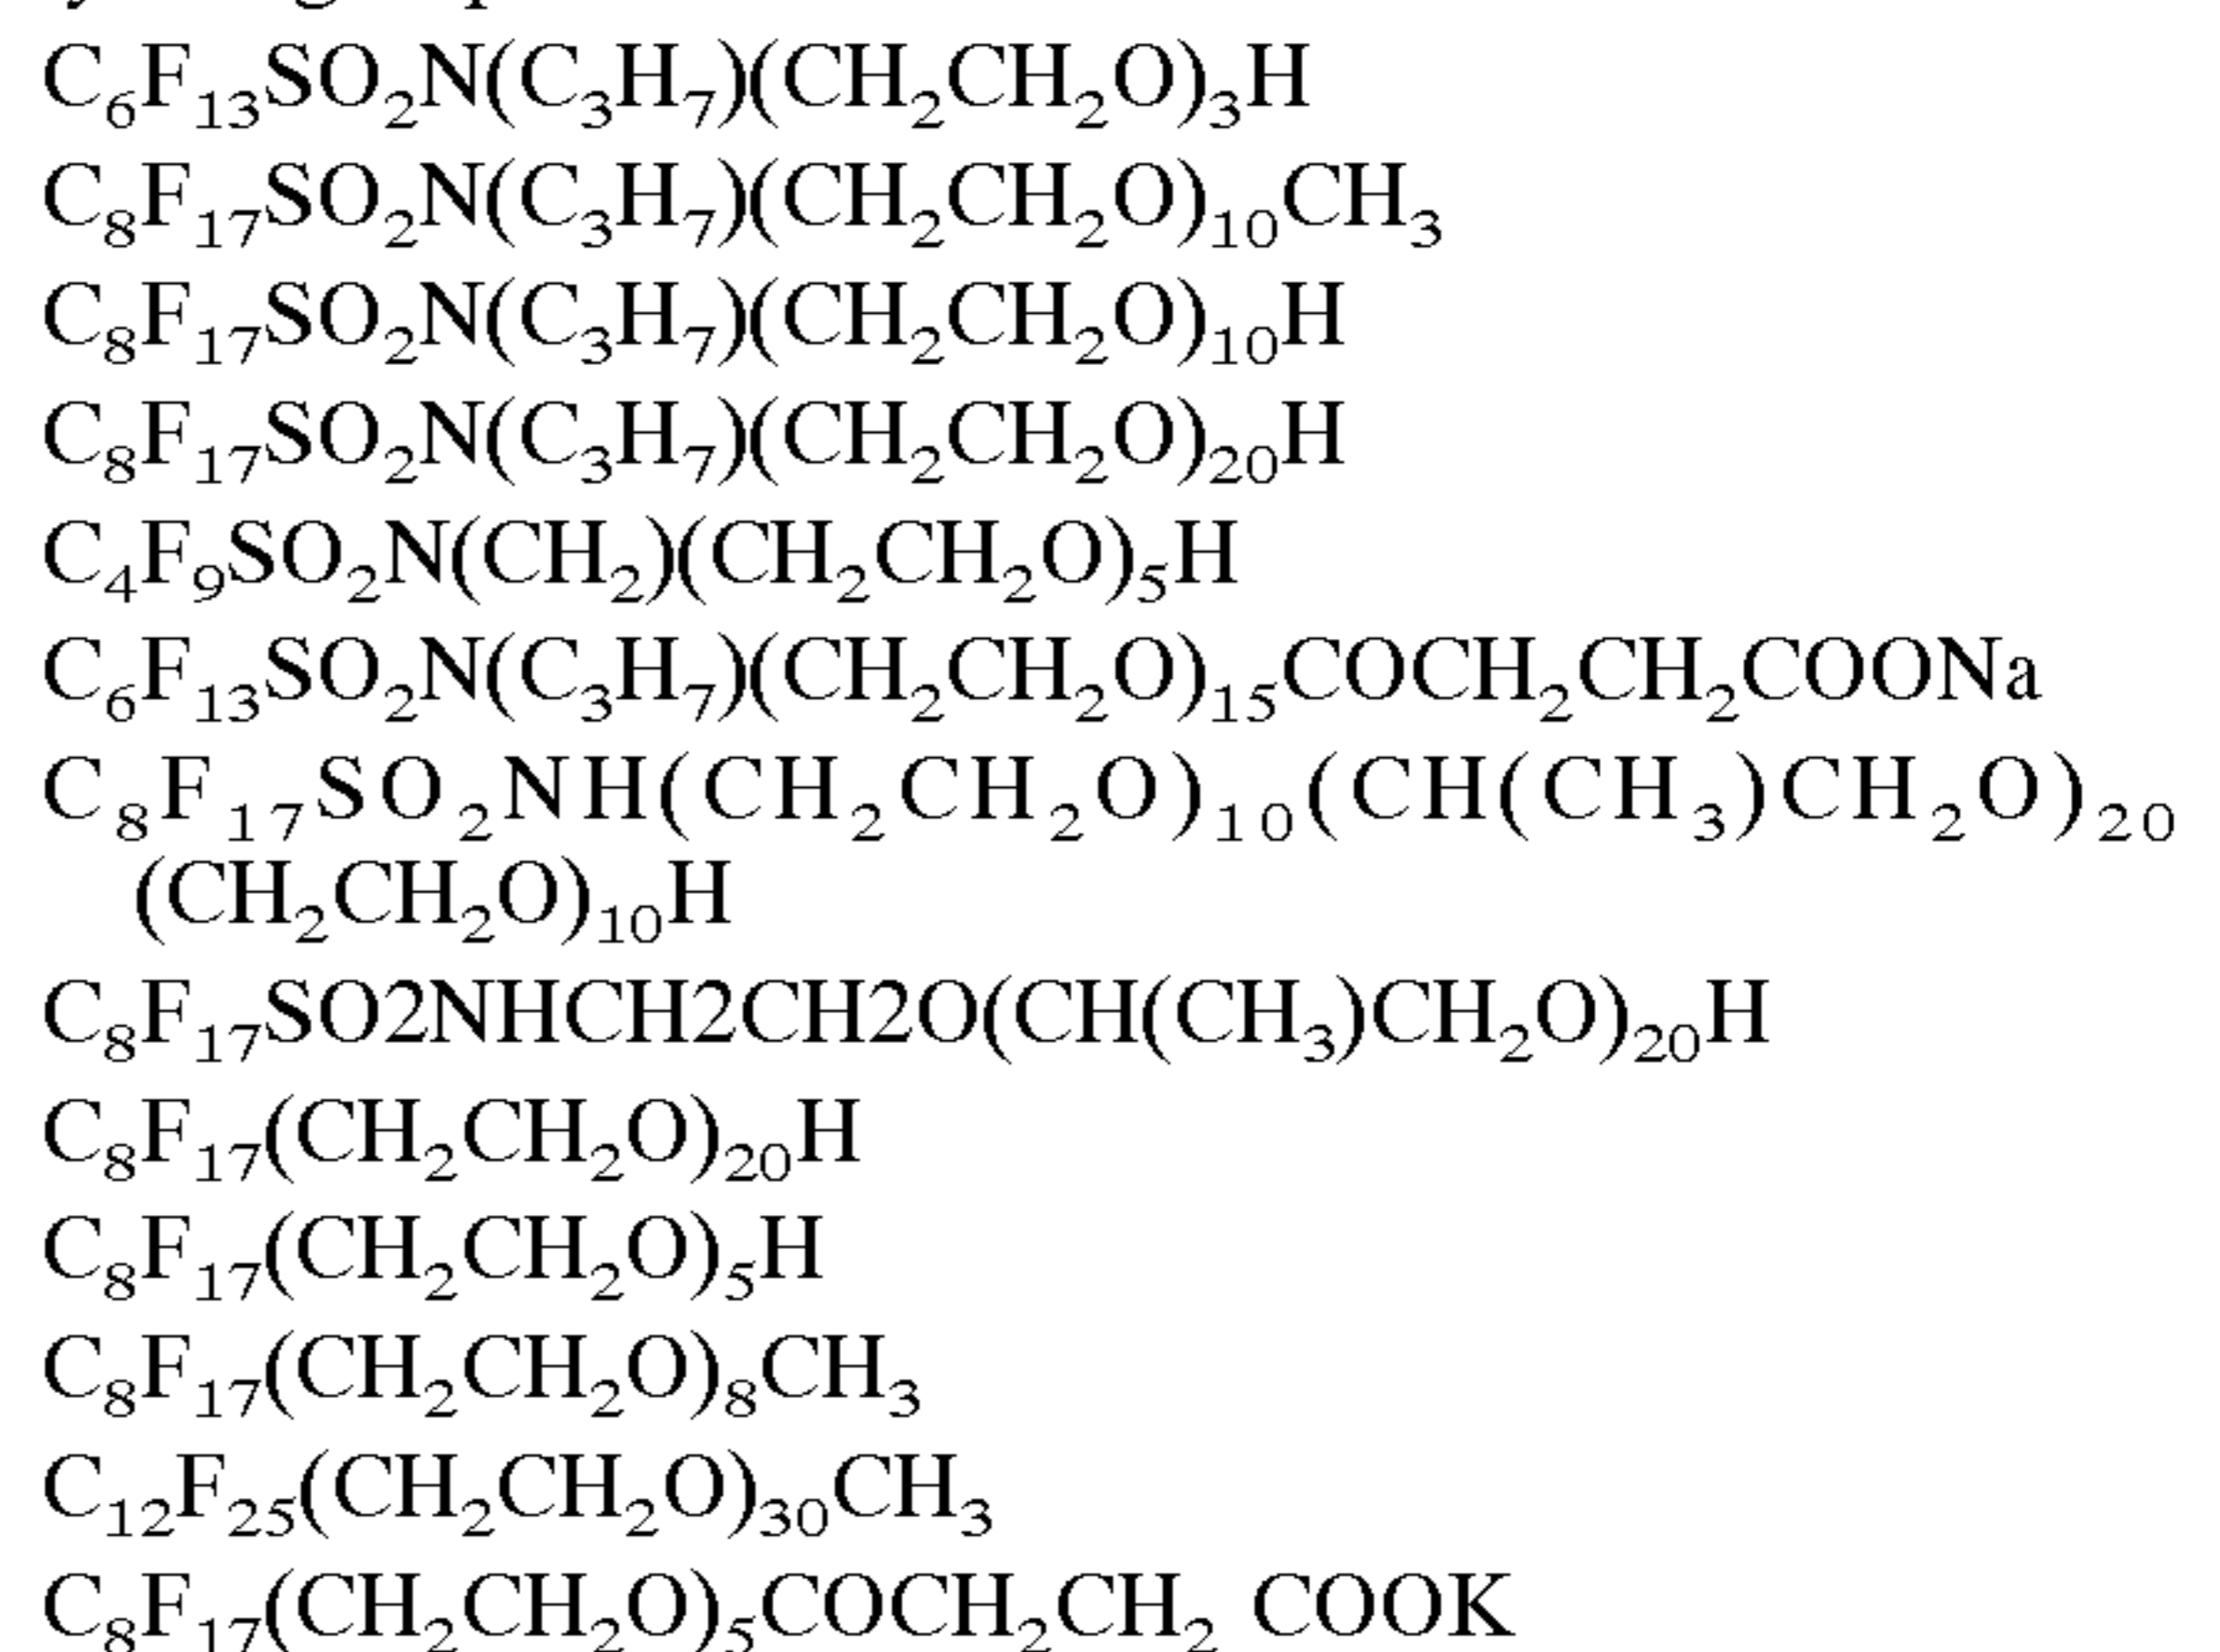 C₆F₁₃SO₂N(C₃H₇)(CH₂CH₂O)₃H
C₈F₁₇SO₂N(C₃H₇)(CH₂CH₂O)₁₀CH₃
C₈F₁₇SO₂N(C₃H₇)(CH₂CH₂O)₁₀H
C₈F₁₇SO₂N(C₃H₇)(CH₂CH₂O)₂₀H
C₄F₉SO₂N(CH₂)(CH₂CH₂O)₅H
C₆F₁₃SO₂N(C₃H₇)(CH₂CH₂O)₁₅COCH₂CH₂COONa
C₈F₁₇SO₂NH(CH₂CH₂O)₁₀(CH(CH₃)CH₂O)₂₀
(CH₂CH₂O)₁₀H
C₈F₁₇SO2NHCH2CH2O(CH(CH₃)CH₂O)₂₀H
C₈F₁₇(CH₂CH₂O)₂₀H
C₈F₁₇(CH₂CH₂O)₅H
C₈F₁₇(CH₂CH₂O)₈CH₃
C₁₂F₂₅(CH₂CH₂O)₃₀CH₃
C₈F₁₇(CH₂CH₂O)₅COCH₂CH₂ COOK